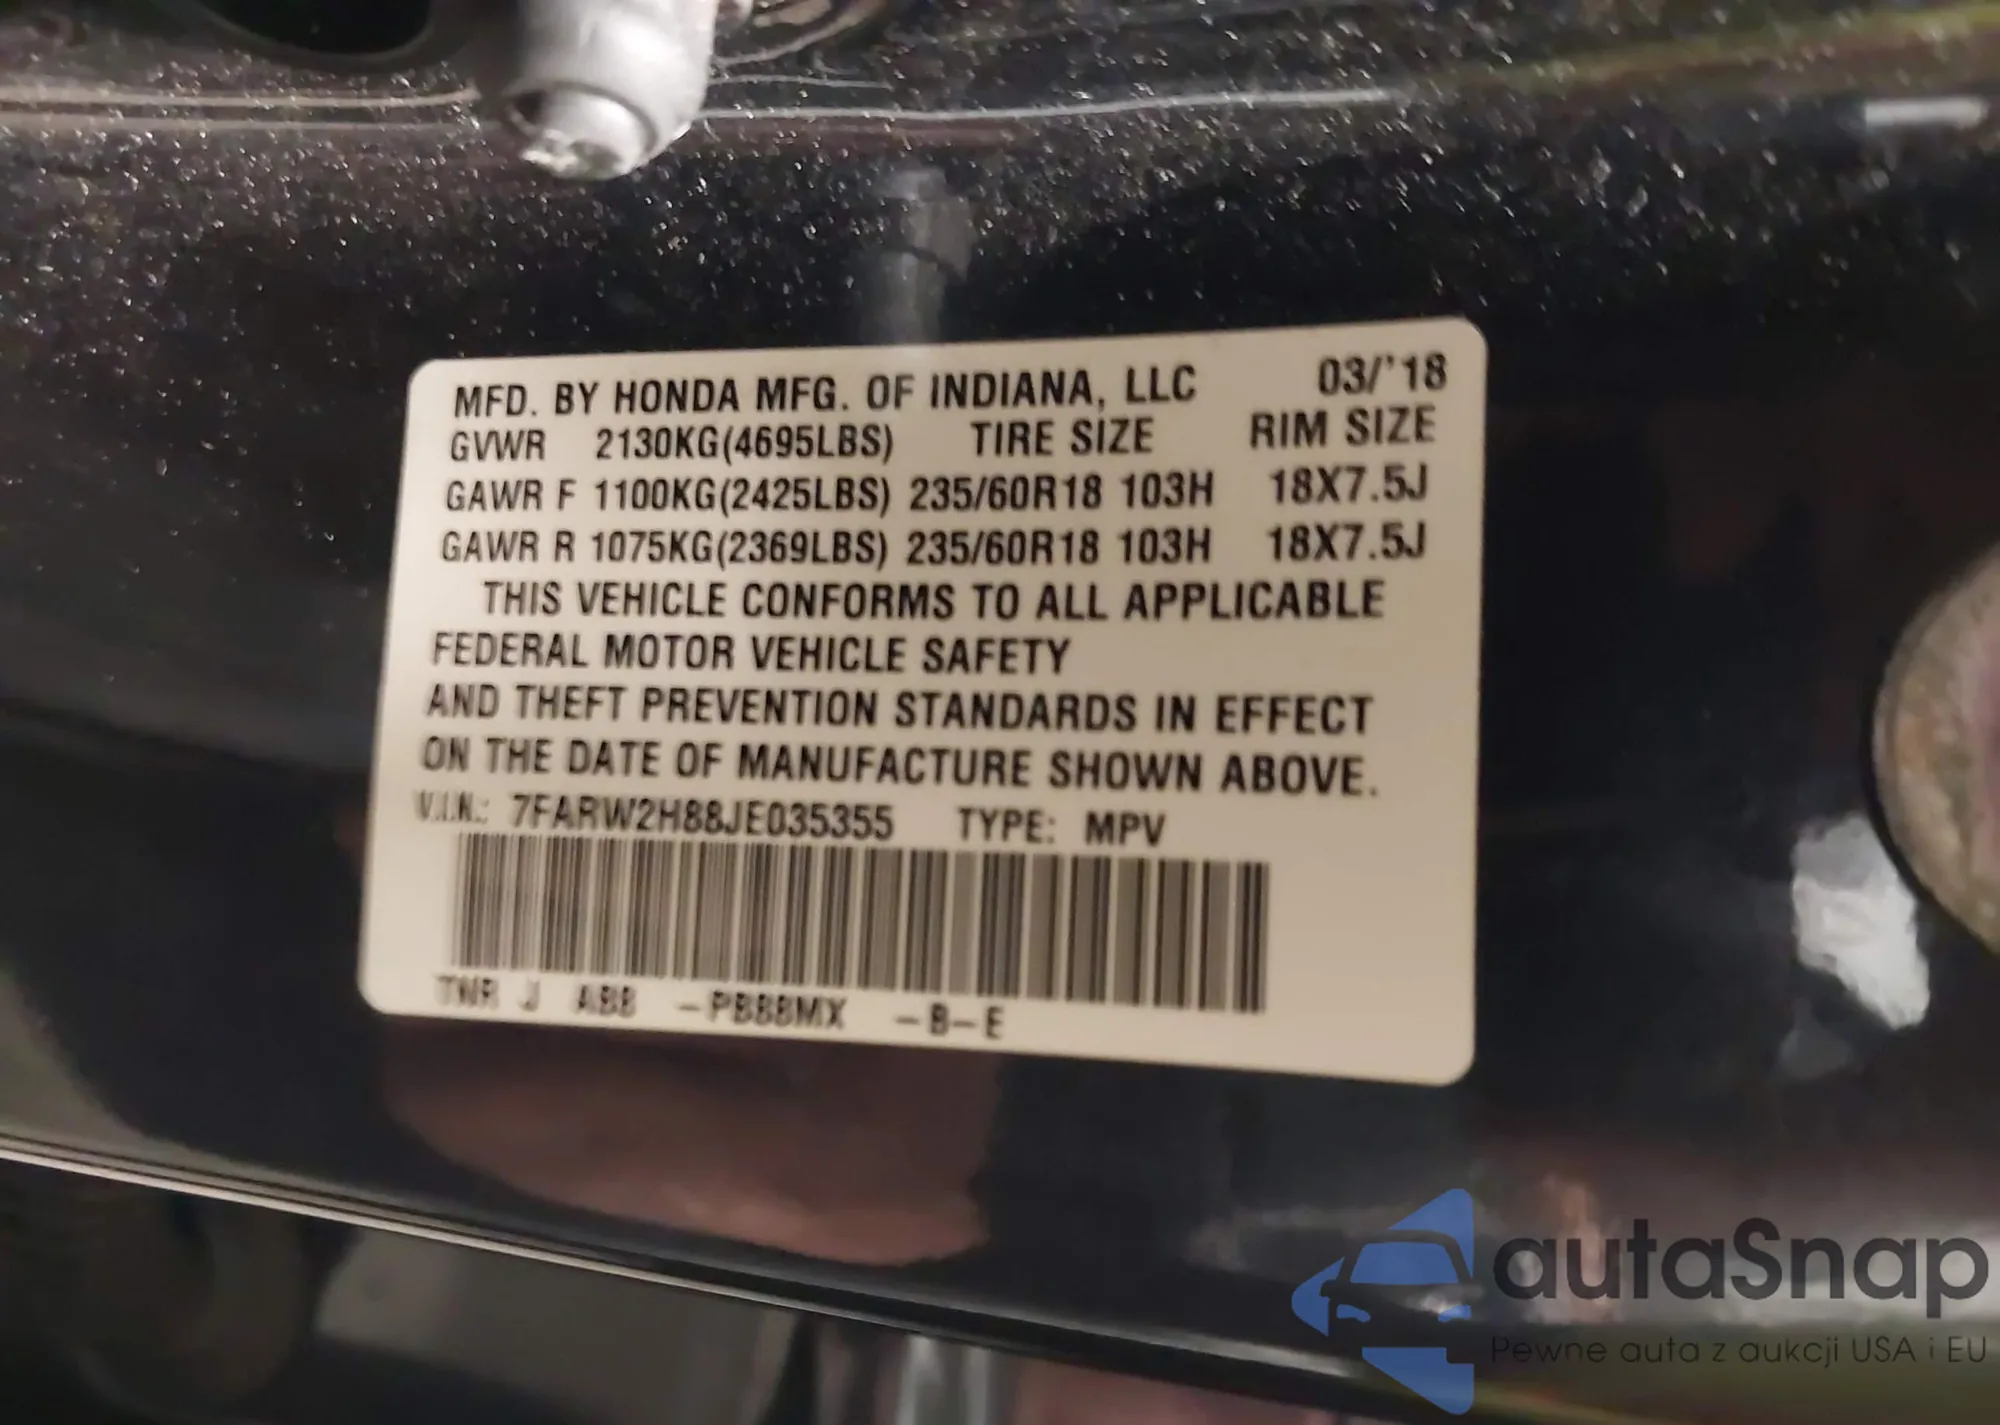 MFD. BY HONDA MFG. OF INDIANA, LLC 03/'18
GVWR 2130KG(4695LBS) TIRE SIZE RIM SIZE
GAWR F 1100KG(2425LBS) 235/60R18 103H 18X7.5J
GAWR R 1075KG(2369LBS) 235/60R18 103H 18X7.5J
THIS VEHICLE CONFORMS TO ALL APPLICABLE
FEDERAL MOTOR VEHICLE SAFETY
AND THEFT PREVENTION STANDARDS IN EFFECT
ON THE DATE OF MANUFACTURE SHOWN ABOVE.
V.I.N.: 7FARW2H88JE035355 TYPE: MPV
TWR J AB8 -PB88MX -B-E
autaSnap
Pewne auta z aukcji USA i EU